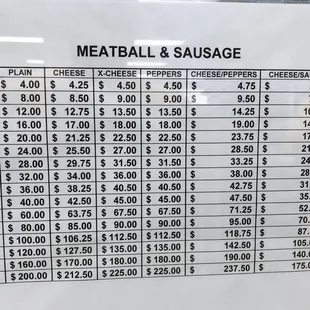 MEATBALL & SAUSAGE
PLAIN CHEESE X-CHEESE PEPPERS CHEESE/PEPPERS
$ 4.00 $ 4.25 $ 4.50 $ 4.50 $ 4.75 $
$ 8.00 $ 8.50 $ 9.00 $ 9.00 $ 9.50 $
$ 12.00 $ 12.75 $ 13.50 $ 13.50 $ 14.25 $
$ 16.00 $ 17.00 $ 18.00 $ 18.00 $ 19.00 $
$ 20.00 $ 21.25 $ 22.50 $ 22.50 $ 23.75 $
$ 24.00 $ 25.50 $ 27.00 $ 27.00 $ 28.50 $
$ 28.00 $ 29.75 $ 31.50 $ 31.50 $ 33.25 $
$ 32.00 $ 34.00 $ 36.00 $ 36.00 $ 38.00 $
$ 36.00 $ 38.25 $ 40.50 $ 40.50 $ 42.75 $
$ 40.00 $ 42.50 $ 45.00 $ 45.00 $ 47.50 $
$ 60.00 $ 63.75 $ 67.50 $ 67.50 $ 71.25 $
$ 80.00 $ 85.00 $ 90.00 $ 90.00 $ 95.00 $
$ 100.00 $ 106.25 $ 112.50 $ 112.50 $ 118.75 $
$ 120.00 $ 127.50 $ 135.00 $ 135.00 $ 142.50 $
$ 160.00 $ 170.00 $ 180.00 $ 180.00 $ 190.00 $
$ 200.00 $ 212.50 $ 225.00 $ 225.00 $ 237.50 $